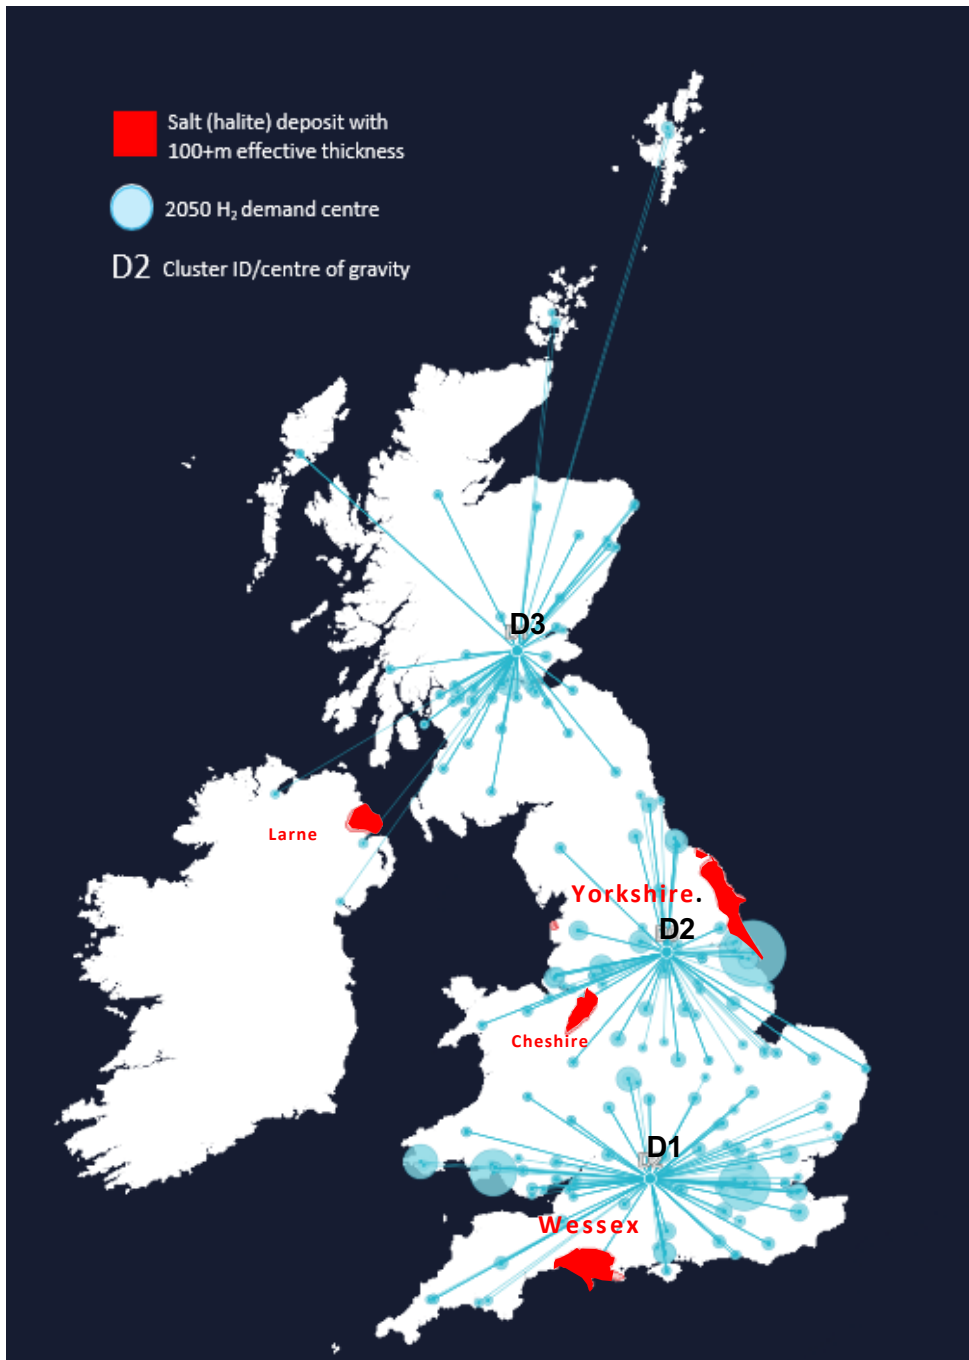 Salt (halite) deposit with
100+m effective thickness
2050 H₂ demand centre
D2 Cluster ID/centre of gravity
D3
Larne
Yorkshire.
D2
Cheshire
D1
Wessex